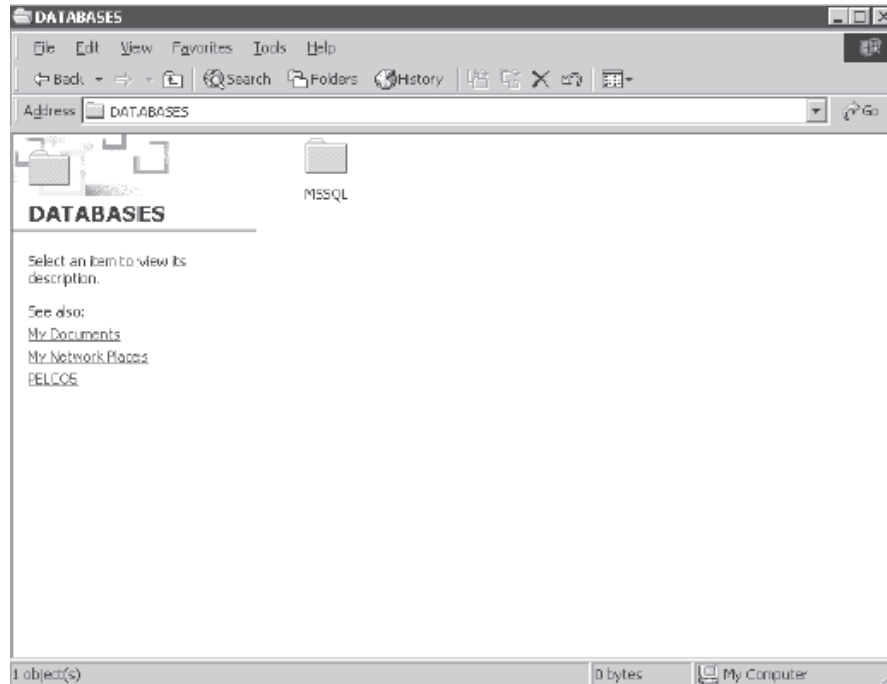 DATABASES
File Edit View Favorites Tools Help
Back Search Folders History
Address DATABASES Go
MSSQL
DATABASES
Select an item to view its
description.
See also:
My Documents
My Network Places
PELCO5
1 object(s) 0 bytes My Computer